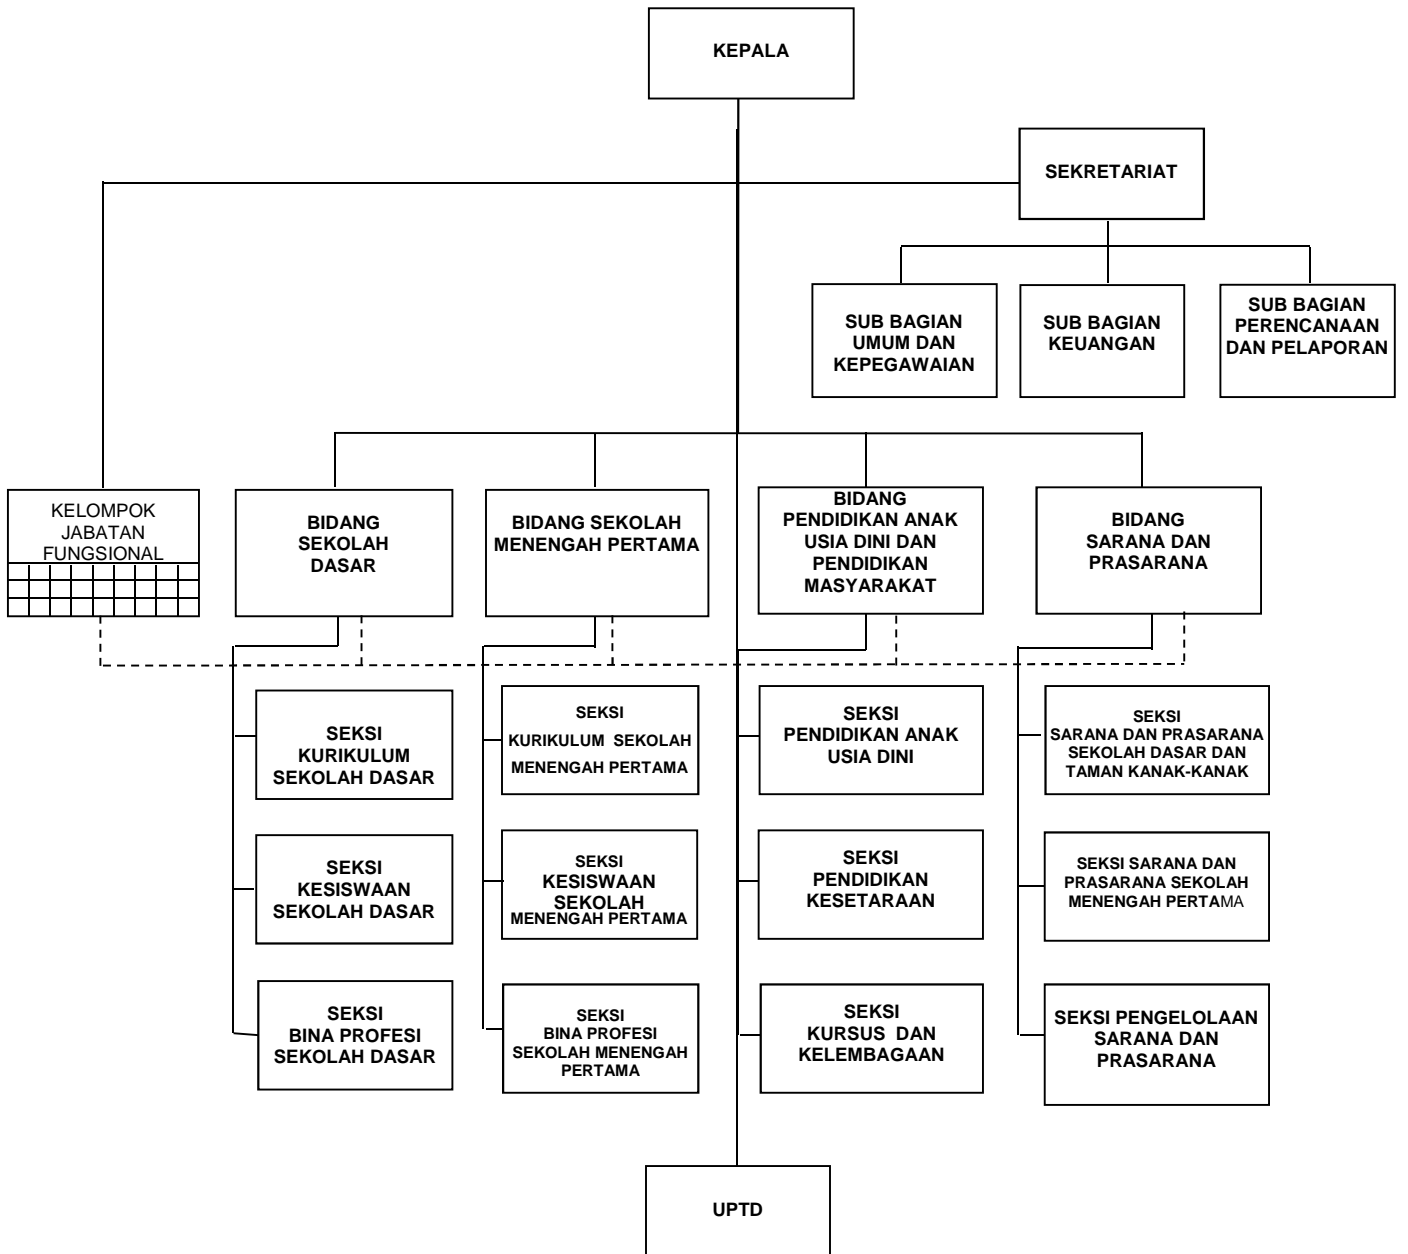 KEPALA
SEKRETARIAT
SUB BAGIAN
UMUM DAN
KEPEGAWAIAN
SUB BAGIAN
KEUANGAN
SUB BAGIAN
PERENCANAAN
DAN PELAPORAN
KELOMPOK
JABATAN
FUNGSIONAL
BIDANG
SEKOLAH
DASAR
BIDANG SEKOLAH
MENENGAH PERTAMA
BIDANG
PENDIDIKAN ANAK
USIA DINI DAN
PENDIDIKAN
MASYARAKAT
BIDANG
SARANA DAN
PRASARANA
SEKSI
KURIKULUM
SEKOLAH DASAR
SEKSI
KURIKULUM SEKOLAH
MENENGAH PERTAMA
SEKSI
PENDIDIKAN ANAK
USIA DINI
SEKSI
SARANA DAN PRASARANA
SEKOLAH DASAR DAN
TAMAN KANAK-KANAK
SEKSI
KESISWAAN
SEKOLAH DASAR
SEKSI
KESISWAAN
SEKOLAH
MENENGAH PERTAMA
SEKSI
PENDIDIKAN
KESETARAAN
SEKSI SARANA DAN
PRASARANA SEKOLAH
MENENGAH PERTAMA
SEKSI
BINA PROFESI
SEKOLAH DASAR
SEKSI
BINA PROFESI
SEKOLAH MENENGAH
PERTAMA
SEKSI
KURSUS DAN
KELEMBAGAAN
SEKSI PENGELOLAAN
SARANA DAN
PRASARANA
UPTD